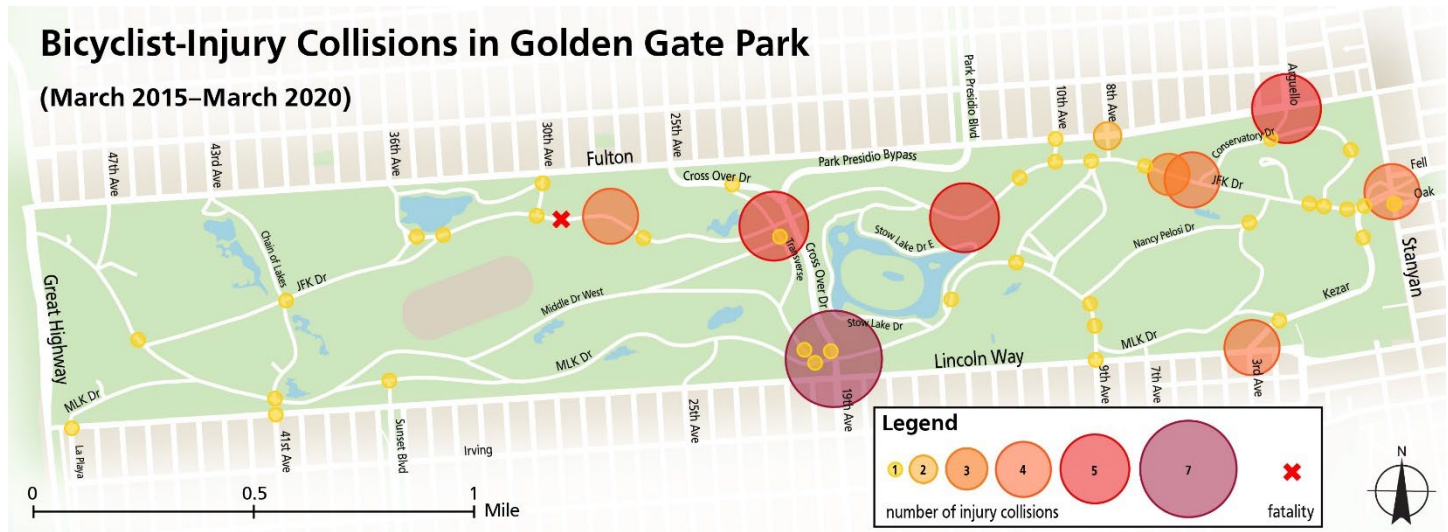 Bicyclist-Injury Collisions in Golden Gate Park
(March 2015–March 2020)
47th Ave
43rd Ave
36th Ave
30th Ave
Fulton
25th Ave
Park Presidio Blvd
10th Ave
8th Ave
Arguello
Cross Over Dr
Park Presidio Bypass
Conservatory Dr
JFK Dr
Fell
Oak
Stanyan
Chain of Lakes
JFK Dr
Transverse
Cross Over Dr
Stow Lake Dr E
Nancy Pelosi Dr
Great Highway
Middle Dr West
Stow Lake Dr
Kezar
MLK Dr
MLK Dr
MLK Dr
Lincoln Way
La Playa
41st Ave
Sunset Blvd
Irving
25th Ave
19th Ave
9th Ave
7th Ave
3rd Ave
Legend
1 2 3 4 5 7
number of injury collisions
fatality
N
0 0.5 1
Mile